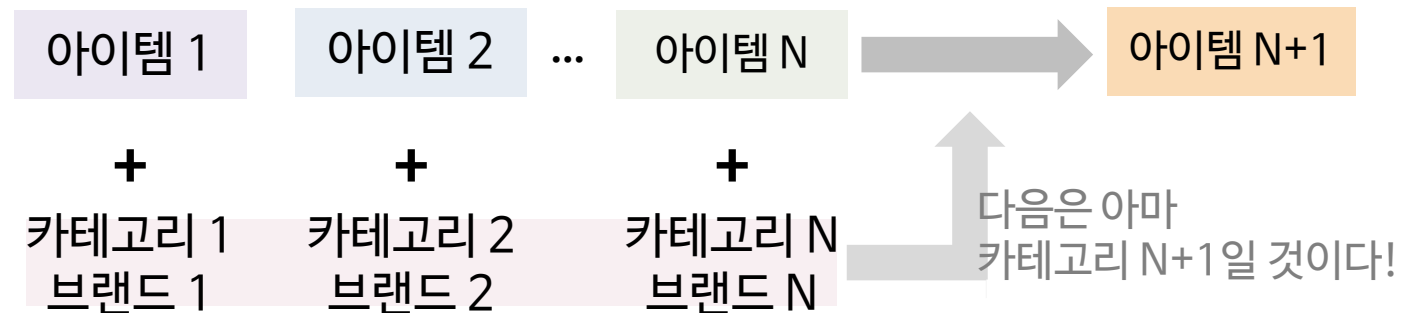 아이템 1 아이템 2 ... 아이템 N 아이템 N+1
+ + +
카테고리 1 카테고리 2 카테고리 N
브랜드 1 브랜드 2 브랜드 N
다음은 아마
카테고리 N+1일 것이다!